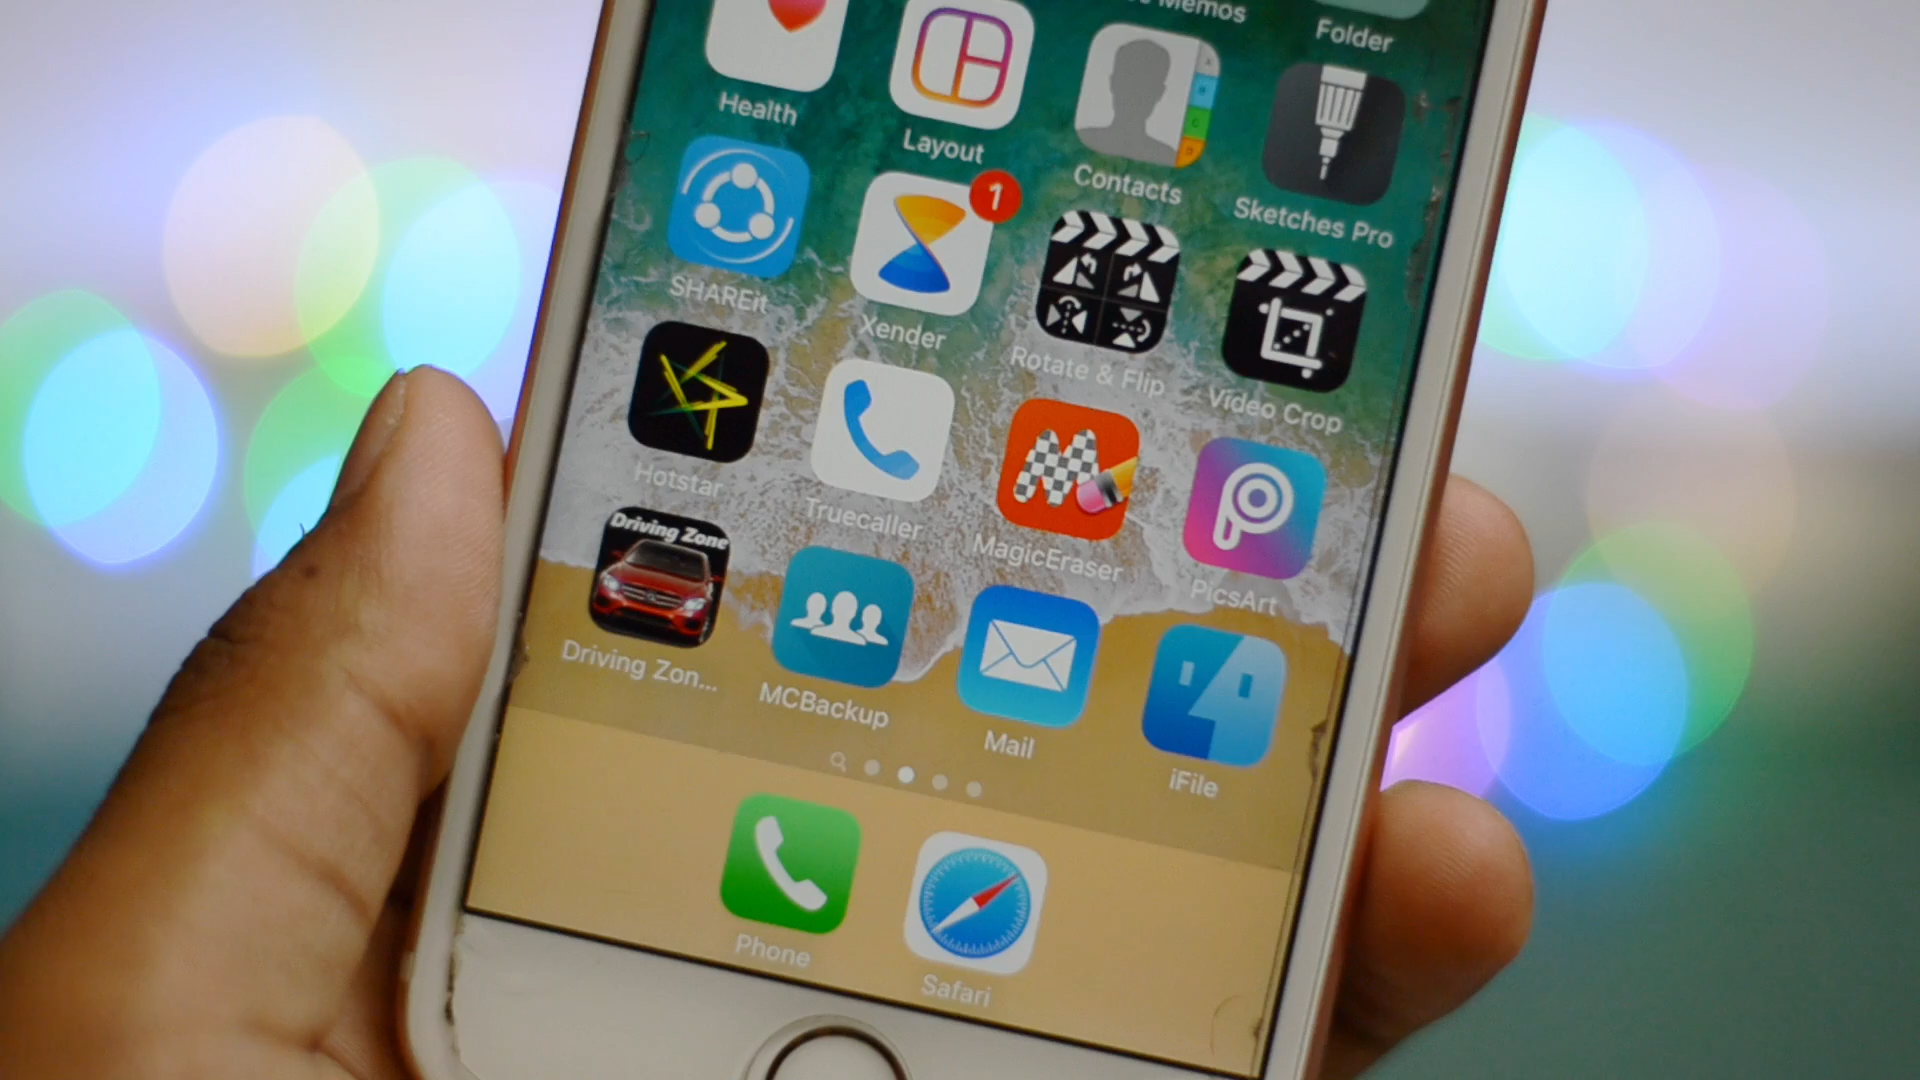 Memos
Folder
Health
Layout
Contacts
Sketches Pro
SHAREit
1
Xender
Rotate & Flip
Video Crop
Hotstar
Truecaller
MagicEraser
PicsArt
Driving Zone
Driving Zon...
MCBackup
Mail
iFile
Phone
Safari